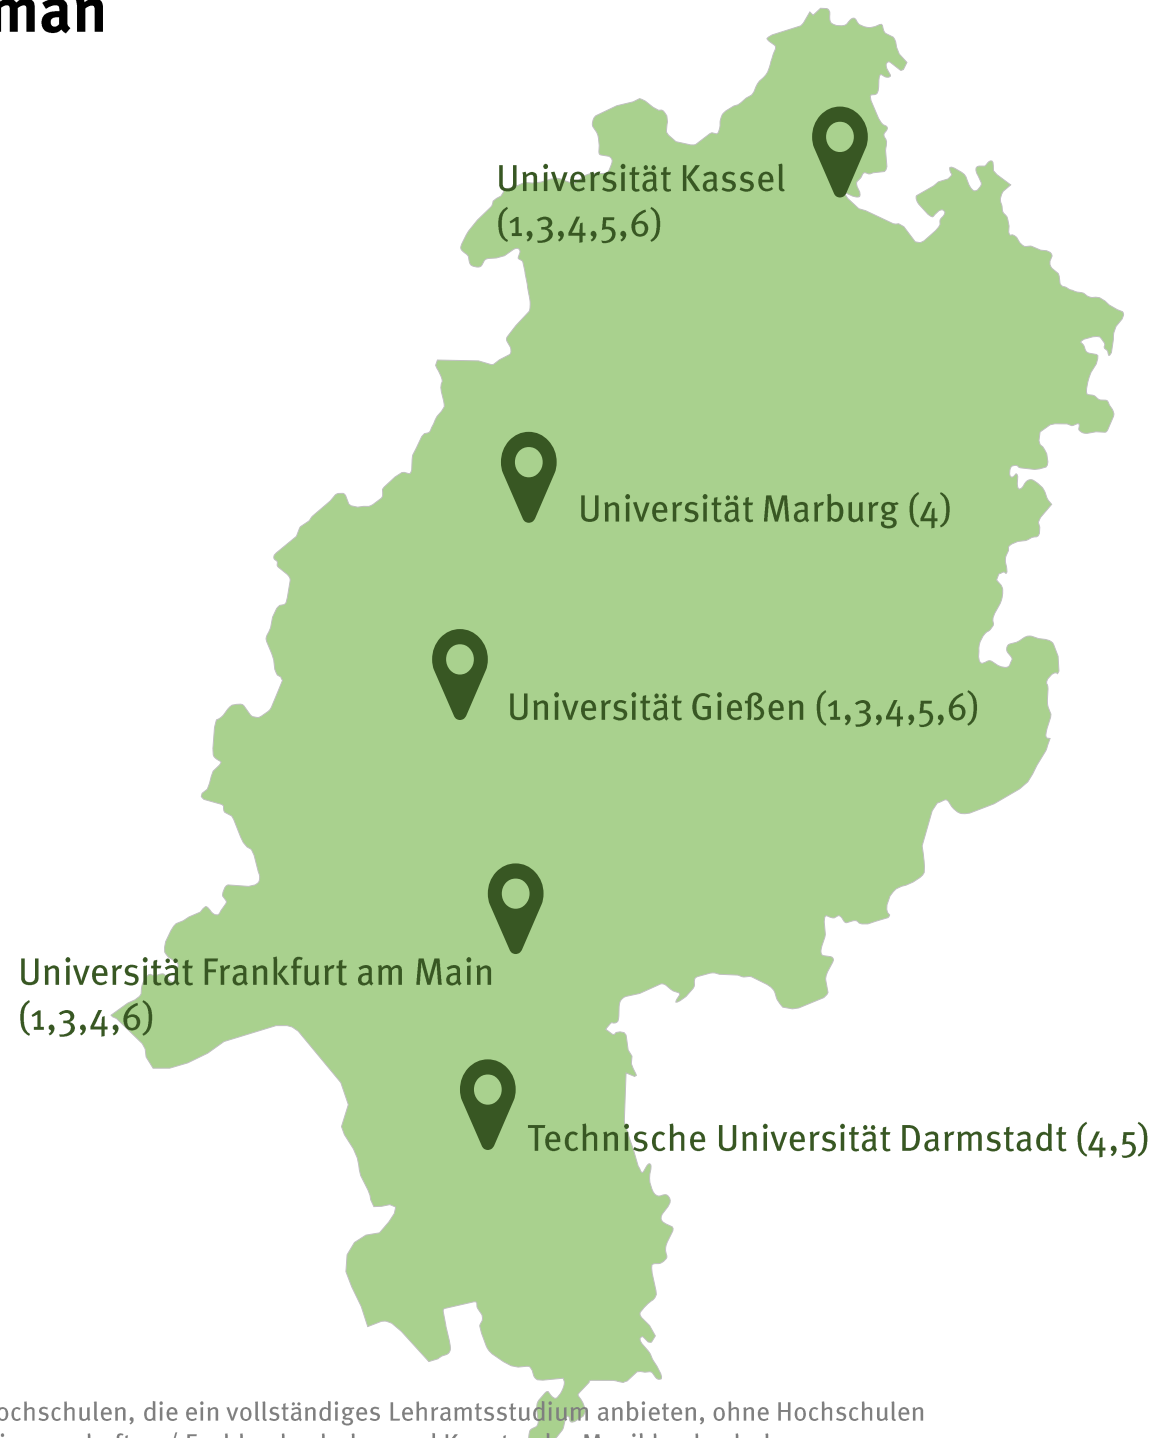 man
Universität Kassel
(1,3,4,5,6)
Universität Marburg (4)
Universität Gießen (1,3,4,5,6)
Universität Frankfurt am Main
(1,3,4,6)
Technische Universität Darmstadt (4,5)
ochschulen, die ein vollständiges Lehramtsstudium anbieten, ohne Hochschulen